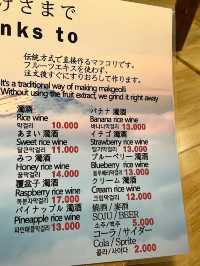 げさまで
nks to
伝統方式で直接作るマッコリです。
フルーツエキスを使わず、
注文後すぐにすりおろして作ります。
It's a traditional way of making makgeolli
Without using the fruit extract, we grind it right away
濁酒
Rice wine
막걸리 10.000
あまい 濁酒
Sweet rice wine
달큰막걸리 11.000
みつ 濁酒
Honey rice wine
꿀막걸리 14.000
覆盆子 濁酒
Raspberry rice wine
복분자막걸리 17.000
パイナップル 濁酒
Pineapple rice wine
파인애플막걸리 13.000
バナナ 濁酒
Banana rice wine
바나나막걸리 13.000
イチゴ 濁酒
Strawberry rice wine
딸기막걸리 13.000
ブルーベリー 濁酒
Blueberry rice wine
블루베리막걸리 13.000
クリーム 濁酒
Cream rice wine
크림막걸리 12.000
焼酒 / 麦酒
SOJU / BEER
소주/맥주 5.000
コーラ / サイダー
Cola / Sprite
콜라/사이다 2.000